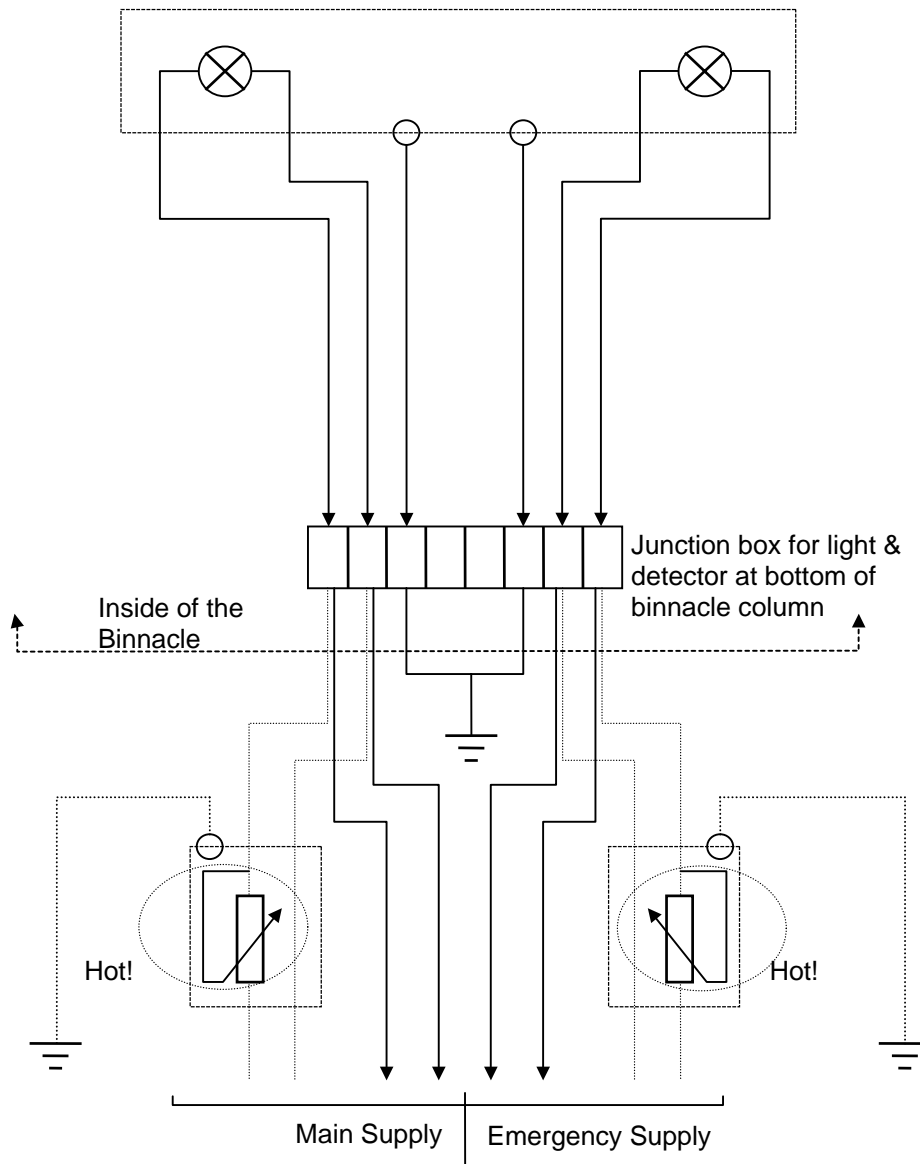 Junction box for light &
detector at bottom of
binnacle column
Inside of the
Binnacle
Hot!
Hot!
Main Supply
Emergency Supply